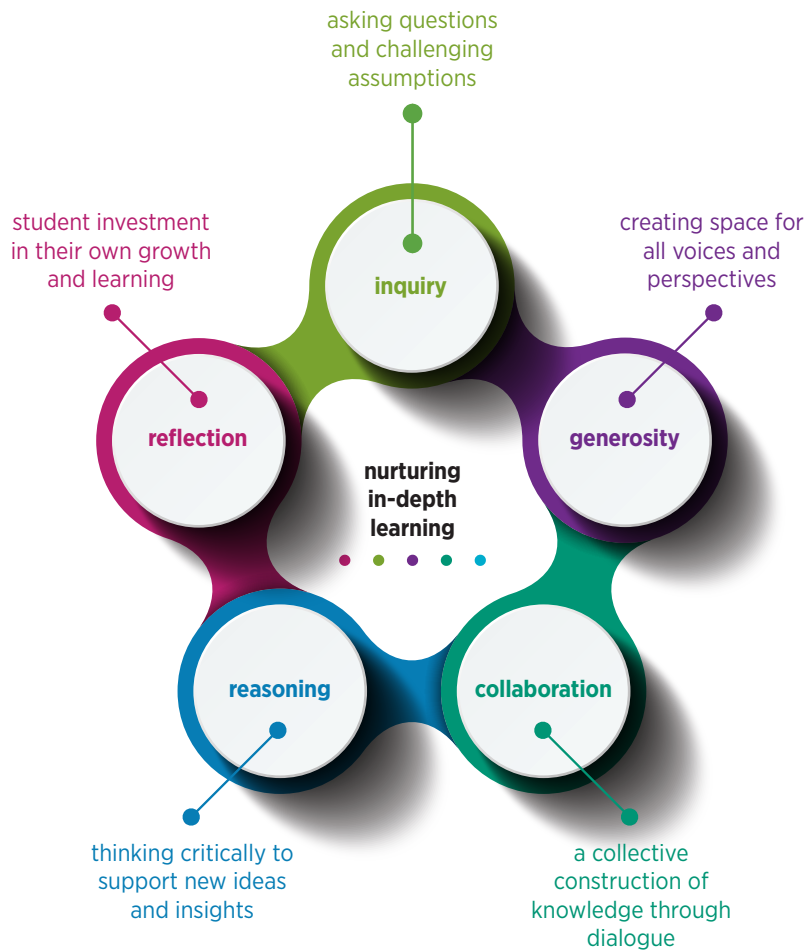 asking questions
and challenging
assumptions
student investment
in their own growth
and learning
creating space for
all voices and
perspectives
inquiry
reflection
generosity
nurturing
in-depth
learning
reasoning
collaboration
thinking critically to
support new ideas
and insights
a collective
construction of
knowledge through
dialogue